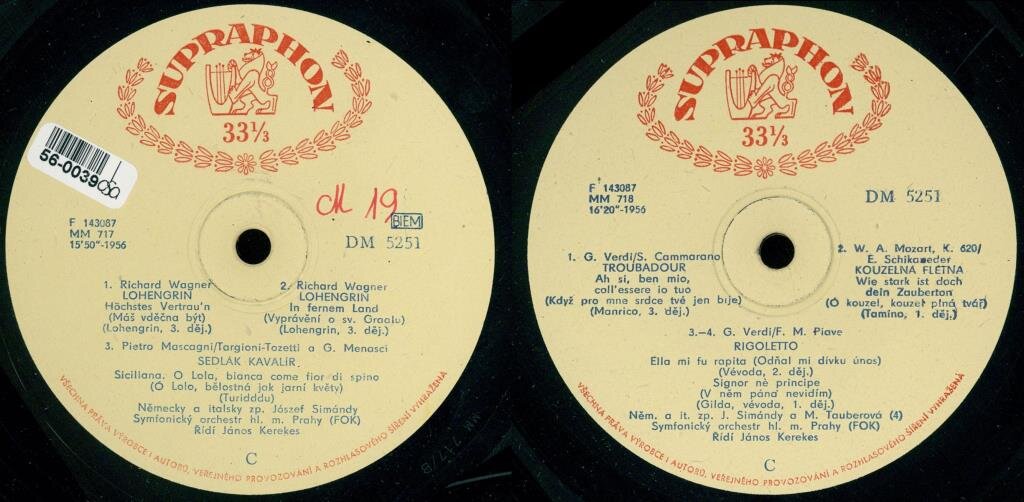 SUPRAPHON
33⅓
56-0039
M 19
F 143087
MM 717
15'50"-1956
BIEM
DM 5251
1. Richard Wagner
LOHENGRIN
Höchstes Vertrau'n
(Máš vděčna být)
(Lohengrin, 3. děj.)
2. Richard Wagner
LOHENGRIN
In fernem Land
(Vyprávění o sv. Graalu)
(Lohengrin, 3. děj.)
3. Pietro Mascagni/Targioni-Tozetti a G. Menasci
SEDLÁK KAVALÍR
Siciliana. O Lola, bianca come fior di spino
(Ó Lolo, bělostná jak jarní květy)
(Turidddu)
Německy a italsky zp. Jószef Simándy
Symfonický orchestr hl. m. Prahy (FOK)
Řídí János Kerekes
C
VŠECHNA PRÁVA VÝROBCE I AUTORŮ, VEŘEJNÉHO PROVOZOVÁNÍ A ROZHLASOVÉHO ŠÍŘENÍ VYHRAŽENA
SUPRAPHON
33⅓
F 143087
MM 718
16'20"-1956
DM 5251
1. G. Verdi/S. Cammarano
TROUBADOUR
Ah si, ben mio,
coll'essere io tuo
(Když pro mne srdce tvé jen bije)
(Manrico, 3. děj.)
2. W. A. Mozart, K. 620/
E. Schikaneder
KOUZELNÁ FLÉTNA
Wie stark ist doch
dein Zauberton
(Ó kouzel, kouzel plná tvář)
(Tamino, 1. děj.)
3.-4. G. Verdi/F. M. Piave
RIGOLETTO
Ella mi fu rapita (Odňal mi dívku únos)
(Vévoda, 2. děj.)
Signor nè principe
(V něm pána nevidím)
(Gilda, vévoda, 1. děj.)
Něm. a it. zp. J. Simándy a M. Tauberová (4)
Symfonický orchestr hl. m. Prahy (FOK)
Řídí János Kerekes
C
VŠECHNA PRÁVA VÝROBCE I AUTORŮ, VEŘEJNÉHO PROVOZOVÁNÍ A ROZHLASOVÉHO ŠÍŘENÍ VYHRAŽENA